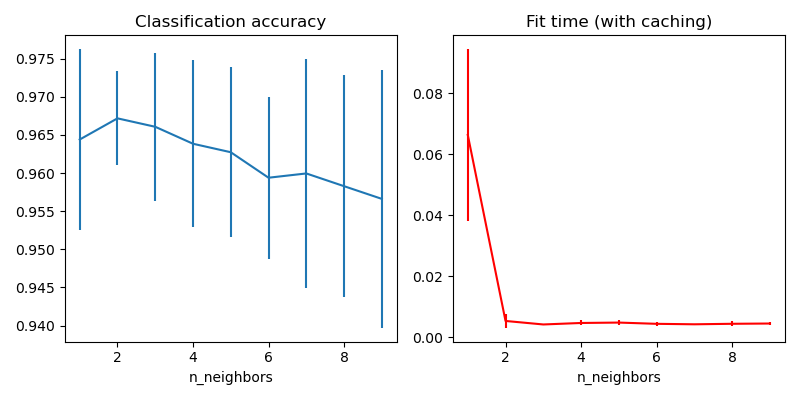 Classification accuracy
0.975
0.970
0.965
0.960
0.955
0.950
0.945
0.940
2 4 6 8
n_neighbors
Fit time (with caching)
0.08
0.06
0.04
0.02
0.00
2 4 6 8
n_neighbors